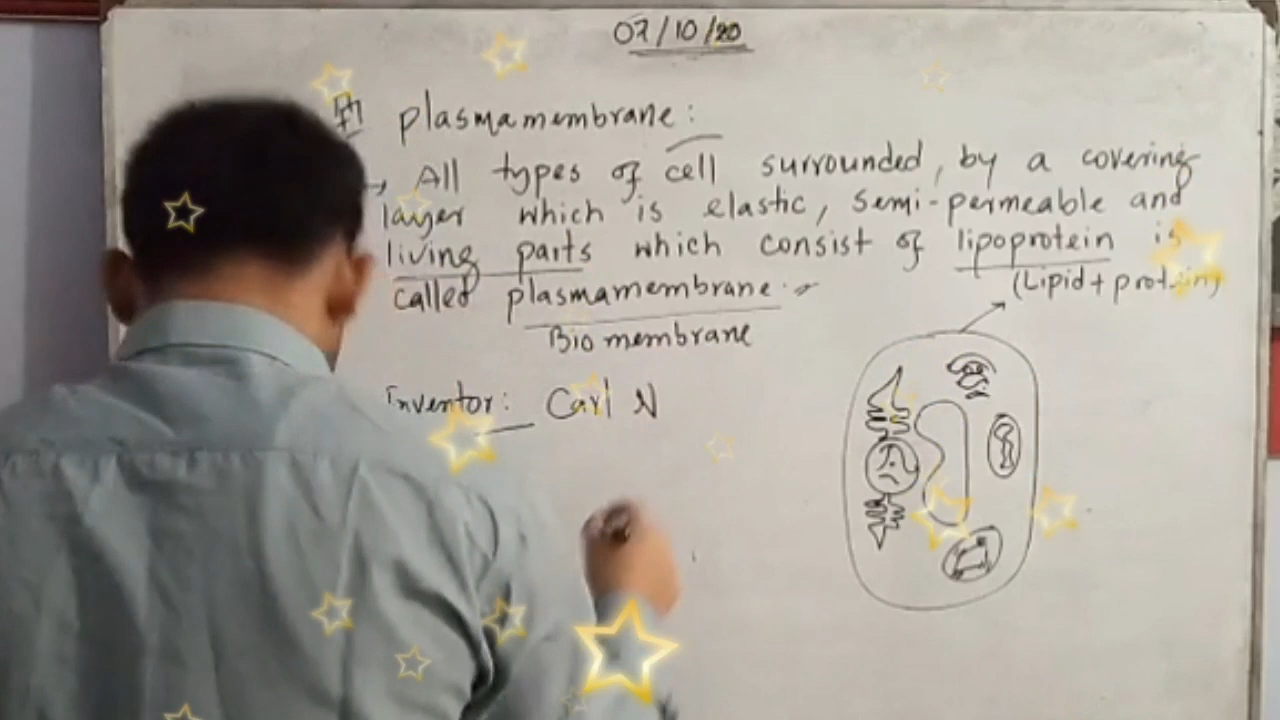 07/10/20
plasmamembrane:
→ All types of cell surrounded, by a covering
layer which is elastic, semi-permeable and
living parts which consist of lipoprotein is
(Lipid + protein)
called plasmamembrane.
Bio membrane
Inventor: Carl N